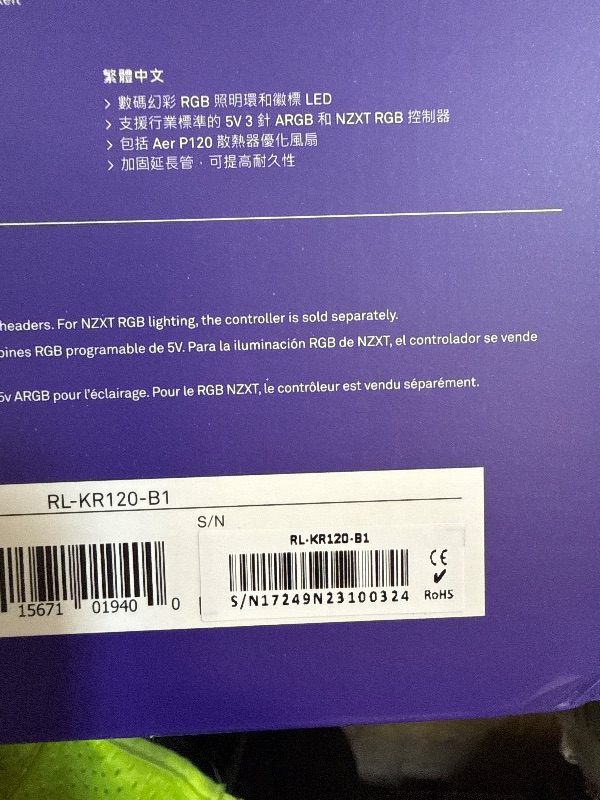 繁體中文
> 數碼幻彩 RGB 照明環和徽標 LED
> 支援行業標準的 5V 3 針 ARGB 和 NZXT RGB 控制器
> 包括 Aer P120 散熱器優化風扇
> 加固延長管，可提高耐久性
headers. For NZXT RGB lighting, the controller is sold separately.
pines RGB programable de 5V. Para la iluminación RGB de NZXT, el controlador se vende
5v ARGB pour l'éclairage. Pour le RGB NZXT, le contrôleur est vendu séparément.
RL-KR120-B1
S/N
RL-KR120-B1
S/N17249N23100324
CE
RoHS
15671 01940 0